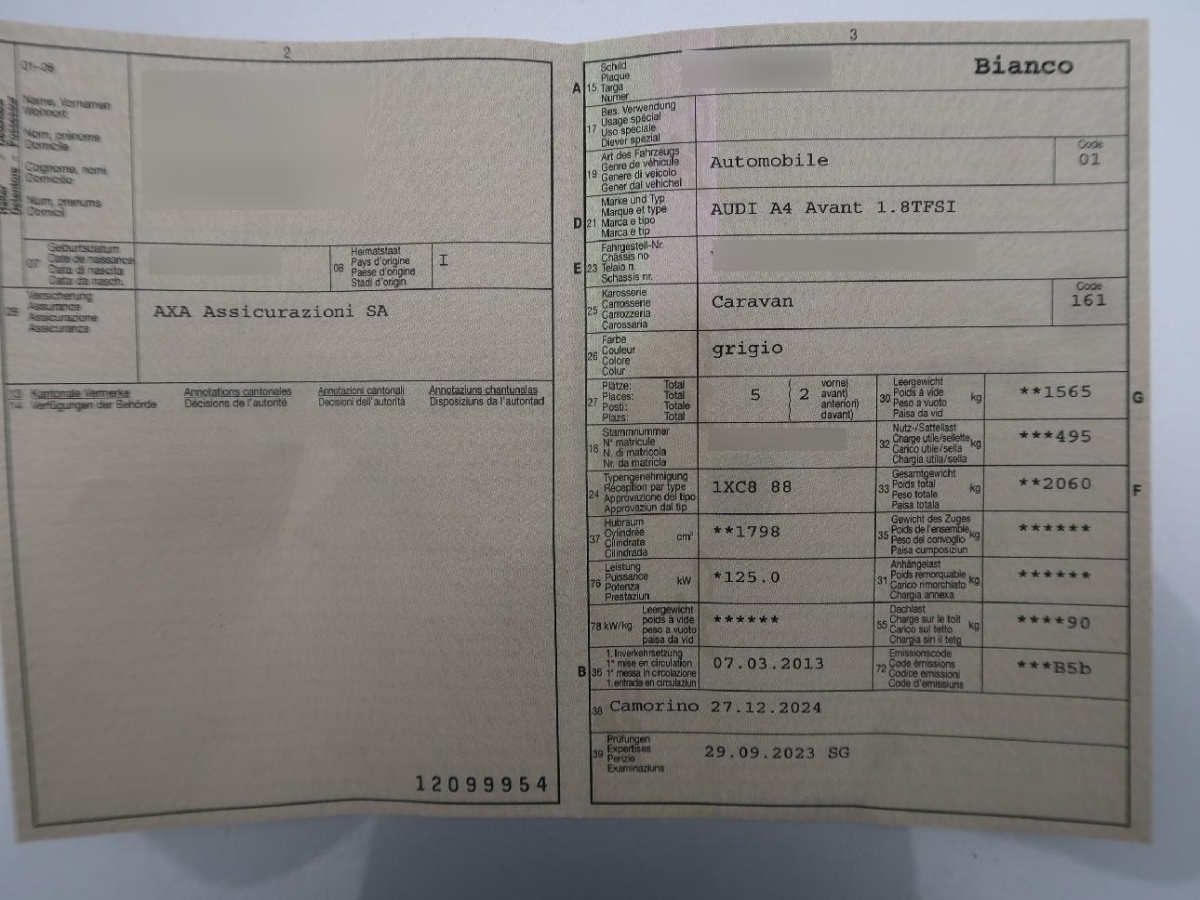 2
01–06
Name, Vornamen
Wohnort
Nom, prénoms
Domicile
Cognome, nomi
Domicilio
Num, prenums
Domicil
07
Geburtsdatum
Date de naissance
Data di nascita
Data da nasch.
08
Heimatstaat
Pays d'origine
Paese d'origine
Stadi d'origin
I
09
Versicherung
Assurance
Assicurazione
Assicuranza
AXA Assicurazioni SA
13 Kantonale Vermerke Annotations cantonales Annotazioni cantonali Annotaziuns chantunalas
14 Verfügungen der Behörde Décisions de l'autorité Decisioni dell'autorità Disposiziuns da l'autoritad
12099954
3
A 15
Schild
Plaque
Targa
Numer
Bianco
17
Bes. Verwendung
Usage spécial
Uso speciale
Diever spezial
19
Art des Fahrzeugs
Genre de véhicule
Genere di veicolo
Gener dal vehichel
Automobile
Code
01
D 21
Marke und Typ
Marque et type
Marca e tipo
Marca e tip
AUDI A4 Avant 1.8TFSI
E 23
Fahrgestell-Nr.
Châssis no
Telaio n.
Schassis nr.
25
Karosserie
Carrosserie
Carrozzeria
Carossaria
Caravan
Code
161
26
Farbe
Couleur
Colore
Colur
grigio
27
Plätze: Total
Places: Total
Posti: Totale
Plazs: Total
5
2
vorne)
avant)
anteriori)
davant)
30
Leergewicht
Poids à vide
Peso a vuoto
Paisa da vid
kg
**1565
G
18
Stammnummer
N° matricule
N. di matricola
Nr. da matricla
32
Nutz-/Sattellast
Charge utile/sellette
Carico utile/sella
Chargia utila/sella
kg
***495
24
Typengenehmigung
Réception par type
Approvazione del tipo
Approvaziun dal tip
1XC8 88
33
Gesamtgewicht
Poids total
Peso totale
Paisa totala
kg
**2060
F
37
Hubraum
Cylindrée
Cilindrata
Cilindrada
cm³
**1798
35
Gewicht des Zuges
Poids de l'ensemble
Peso del convoglio
Paisa cumposiziun
kg
******
76
Leistung
Puissance
Potenza
Prestaziun
kW
*125.0
31
Anhängelast
Poids remorquable
Carico rimorchiato
Chargia annexa
kg
******
78 kW/kg
Leergewicht
poids à vide
peso a vuoto
paisa da vid
******
55
Dachlast
Charge sur le toit
Carico sul tetto
Chargia sin il tetg
kg
****90
B 36
1. Inverkehrsetzung
1re mise en circulation
1a messa in circolazione
1. entrada en circulaziun
07.03.2013
72
Emissionscode
Code émissions
Codice emissioni
Code d'emissiuns
***B5b
38 Camorino 27.12.2024
39
Prüfungen
Expertises
Perizie
Examinaziuns
29.09.2023 SG